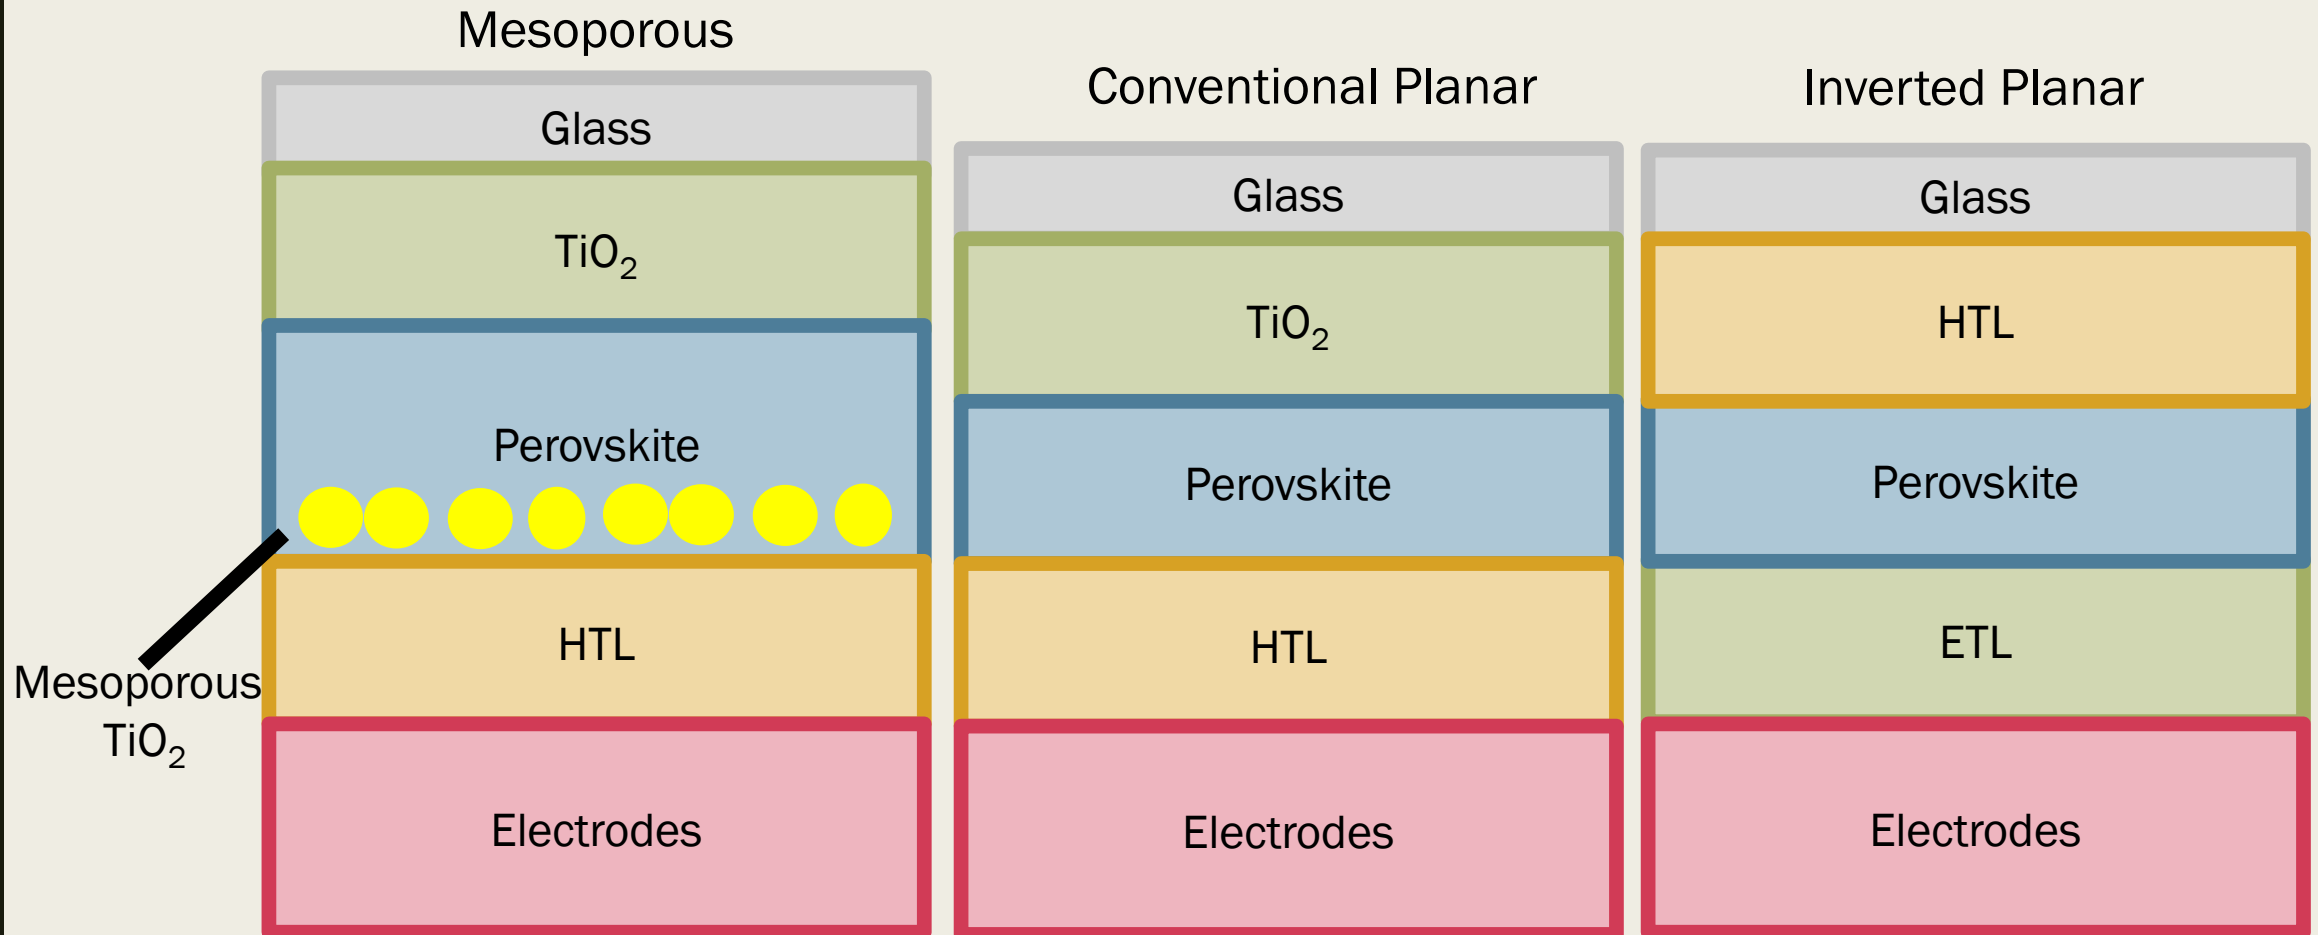 Mesoporous
Glass
TiO₂
Perovskite
HTL
Electrodes
Mesoporous
TiO₂
Conventional Planar
Glass
TiO₂
Perovskite
HTL
Electrodes
Inverted Planar
Glass
HTL
Perovskite
ETL
Electrodes